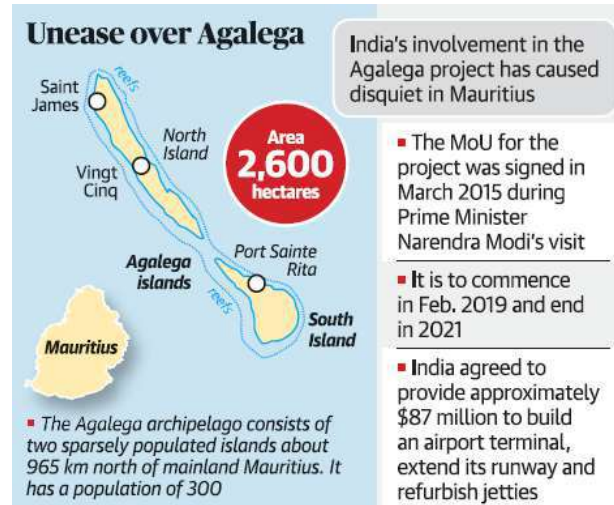 Unease over Agalega
reefs
Saint
James
North
Island
Vingt
Cinq
Area
2,600
hectares
Agalega
islands
Port Sainte
Rita
reefs
South
Island
Mauritius
▪ The Agalega archipelago consists of
two sparsely populated islands about
965 km north of mainland Mauritius. It
has a population of 300
India's involvement in the
Agalega project has caused
disquiet in Mauritius
▪ The MoU for the
project was signed in
March 2015 during
Prime Minister
Narendra Modi's visit
▪ It is to commence
in Feb. 2019 and end
in 2021
▪ India agreed to
provide approximately
$87 million to build
an airport terminal,
extend its runway and
refurbish jetties